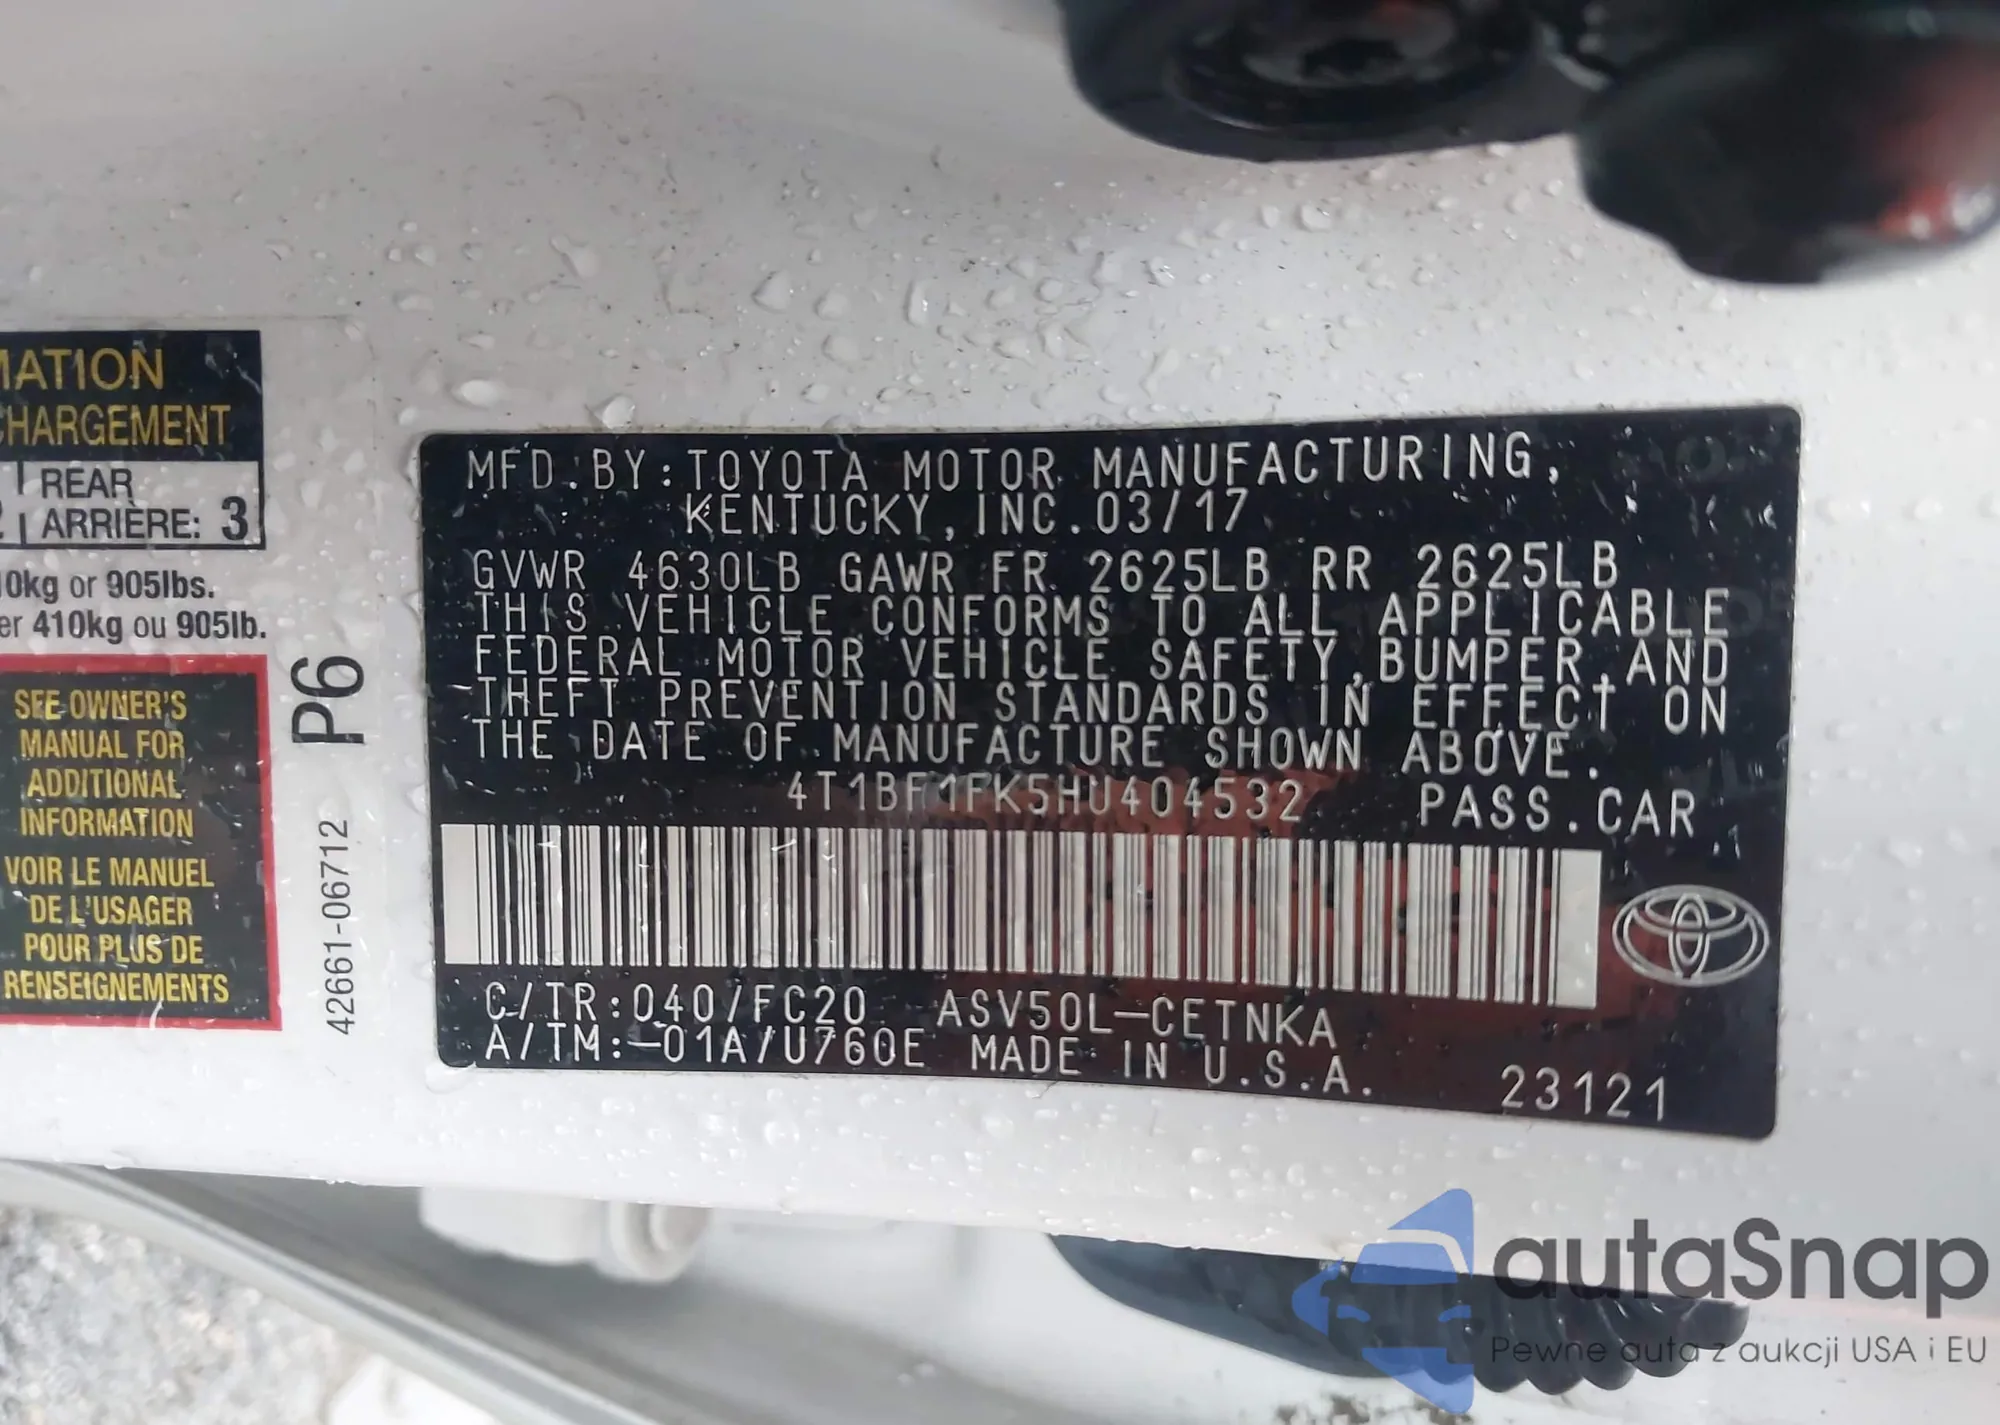 MATION
CHARGEMENT
REAR
ARRIÈRE: 3
0kg or 905lbs.
er 410kg ou 905lb.
SEE OWNER'S
MANUAL FOR
ADDITIONAL
INFORMATION
VOIR LE MANUEL
DE L'USAGER
POUR PLUS DE
RENSEIGNEMENTS
P6
42661-06712
MFD.BY:TOYOTA MOTOR MANUFACTURING,
KENTUCKY,INC.03/17
GVWR 4630LB GAWR FR 2625LB RR 2625LB
THIS VEHICLE CONFORMS TO ALL APPLICABLE
FEDERAL MOTOR VEHICLE SAFETY,BUMPER,AND
THEFT PREVENTION STANDARDS IN EFFECT ON
THE DATE OF MANUFACTURE SHOWN ABOVE.
4T1BF1FK5HU404532 PASS.CAR
C/TR:040/FC20 ASV50L-CETNKA
A/TM:-01A/U760E MADE IN U.S.A.
23121
autaSnap
Pewne auta z aukcji USA i EU